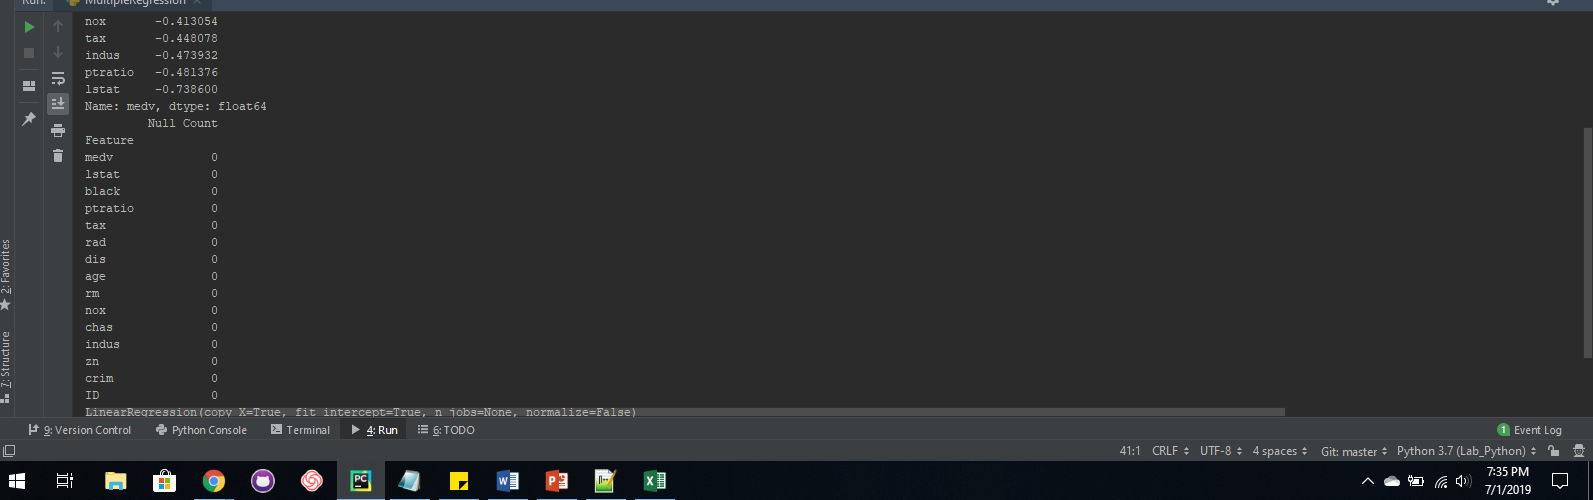 Run: MultipleRegression
nox -0.413054
tax -0.448078
indus -0.473932
ptratio -0.481376
lstat -0.738600
Name: medv, dtype: float64
Null Count
Feature
medv 0
lstat 0
black 0
ptratio 0
tax 0
rad 0
dis 0
age 0
rm 0
nox 0
chas 0
indus 0
zn 0
crim 0
ID 0
LinearRegression(copy_X=True, fit_intercept=True, n_jobs=None, normalize=False)
2: Favorites
7: Structure
9: Version Control Python Console Terminal 4: Run 6: TODO 1 Event Log
41:1 CRLF UTF-8 4 spaces Git: master Python 3.7 (Lab_Python)
PC W P X 7:35 PM
7/1/2019